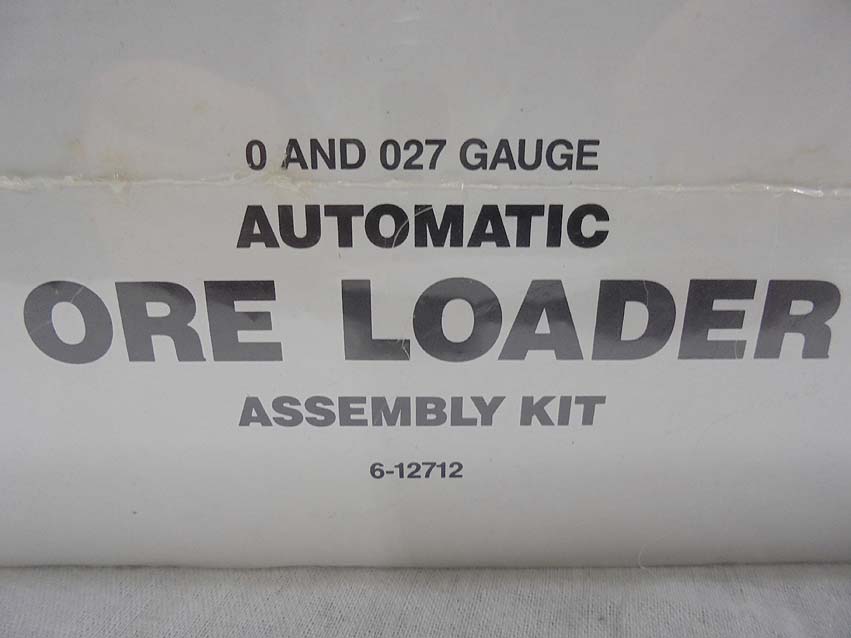 0 AND 027 GAUGE
AUTOMATIC
ORE LOADER
ASSEMBLY KIT
6-12712